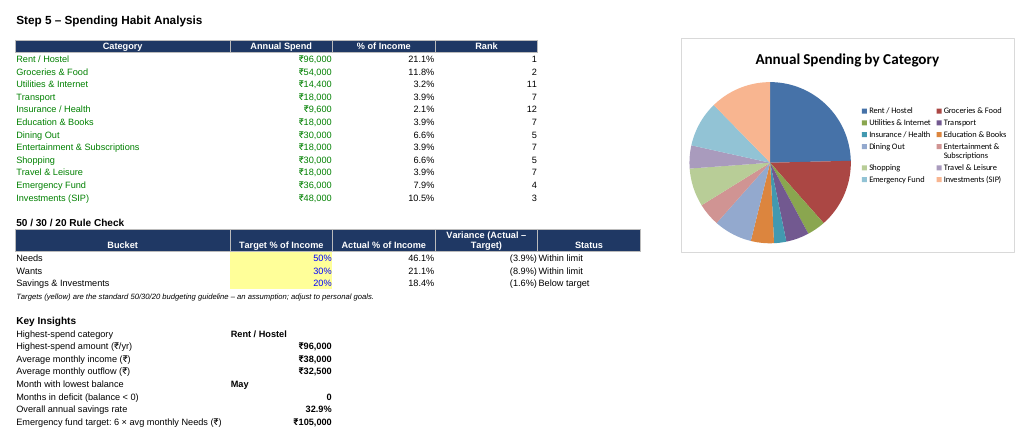 Step 5 – Spending Habit Analysis
Category Annual Spend % of Income Rank
Rent / Hostel ₹96,000 21.1% 1
Groceries & Food ₹54,000 11.8% 2
Utilities & Internet ₹14,400 3.2% 11
Transport ₹18,000 3.9% 7
Insurance / Health ₹9,600 2.1% 12
Education & Books ₹18,000 3.9% 7
Dining Out ₹30,000 6.6% 5
Entertainment & Subscriptions ₹18,000 3.9% 7
Shopping ₹30,000 6.6% 5
Travel & Leisure ₹18,000 3.9% 7
Emergency Fund ₹36,000 7.9% 4
Investments (SIP) ₹48,000 10.5% 3
Annual Spending by Category
Rent / Hostel Groceries & Food
Utilities & Internet Transport
Insurance / Health Education & Books
Dining Out Entertainment &
Subscriptions
Shopping Travel & Leisure
Emergency Fund Investments (SIP)
50 / 30 / 20 Rule Check
Bucket Target % of Income Actual % of Income Variance (Actual –
Target) Status
Needs 50% 46.1% (3.9%) Within limit
Wants 30% 21.1% (8.9%) Within limit
Savings & Investments 20% 18.4% (1.6%) Below target
Targets (yellow) are the standard 50/30/20 budgeting guideline – an assumption; adjust to personal goals.
Key Insights
Highest-spend category Rent / Hostel
Highest-spend amount (₹/yr) ₹96,000
Average monthly income (₹) ₹38,000
Average monthly outflow (₹) ₹32,500
Month with lowest balance May
Months in deficit (balance < 0) 0
Overall annual savings rate 32.9%
Emergency fund target: 6 × avg monthly Needs (₹) ₹105,000